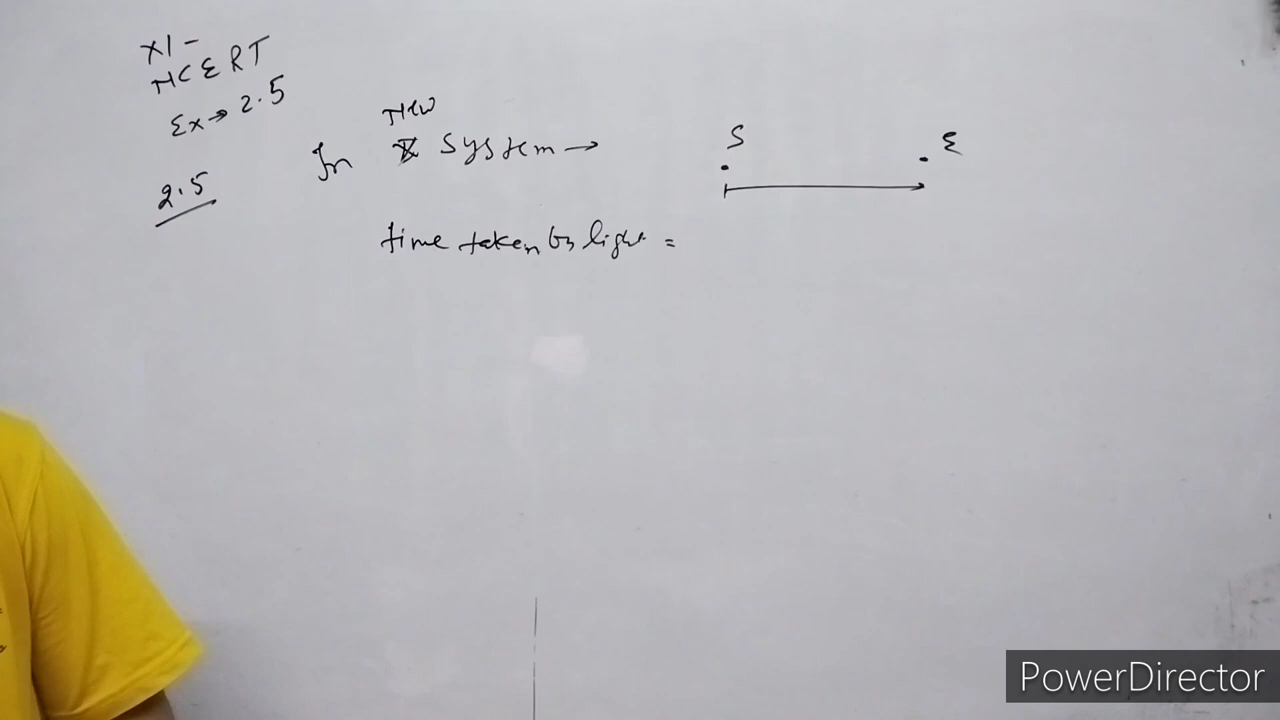 XI -
NCERT
Ex → 2.5
2.5
New
In System →
S E
time taken by light =
PowerDirector